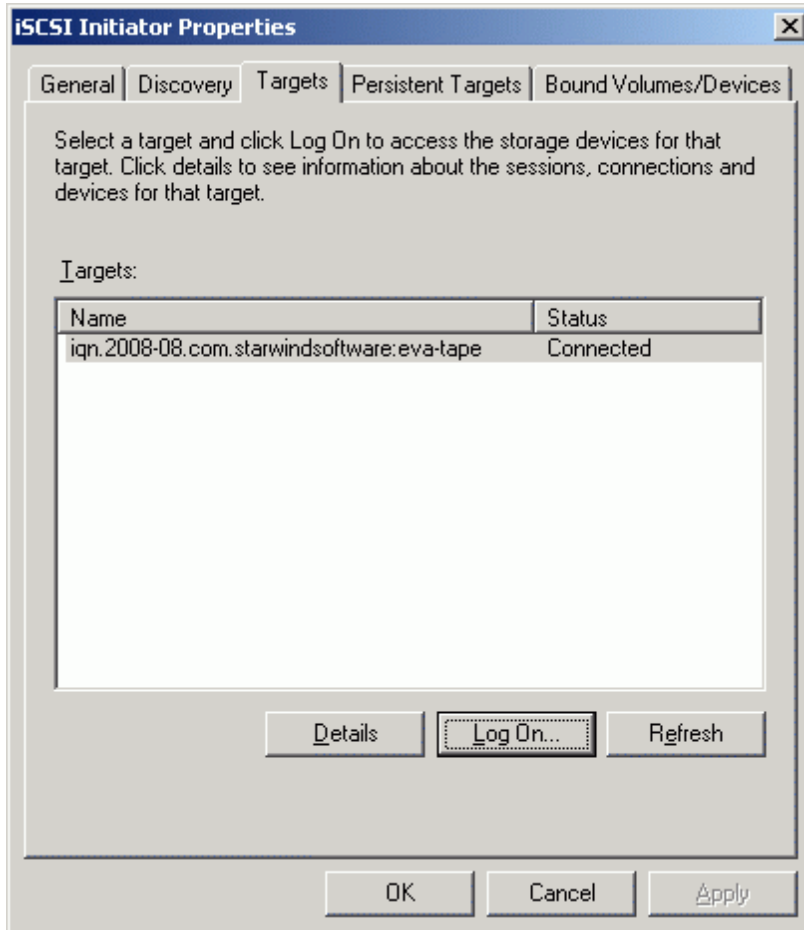 iSCSI Initiator Properties
General Discovery Targets Persistent Targets Bound Volumes/Devices
Select a target and click Log On to access the storage devices for that
target. Click details to see information about the sessions, connections and
devices for that target.
Targets:
Name Status
iqn.2008-08.com.starwindsoftware:eva-tape Connected
Details Log On... Refresh
OK Cancel Apply